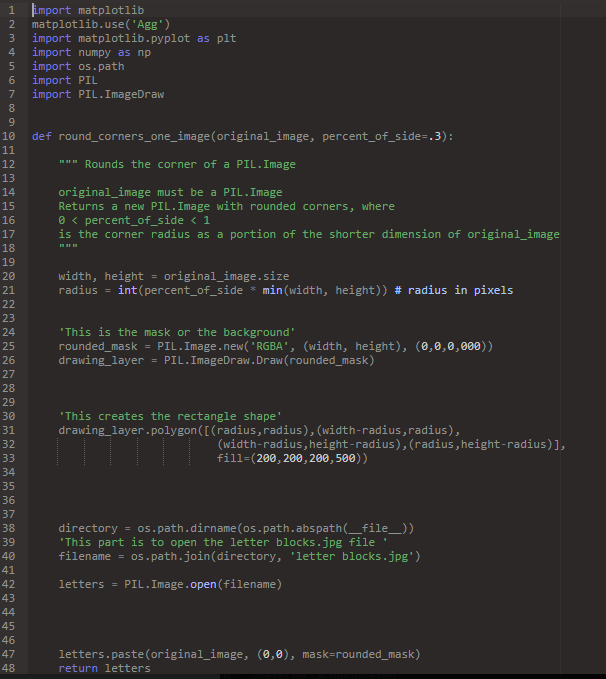 1 import matplotlib
2 matplotlib.use('Agg')
3 import matplotlib.pyplot as plt
4 import numpy as np
5 import os.path
6 import PIL
7 import PIL.ImageDraw
8
9
10 def round_corners_one_image(original_image, percent_of_side=.3):
11
12     """ Rounds the corner of a PIL.Image
13
14     original_image must be a PIL.Image
15     Returns a new PIL.Image with rounded corners, where
16     0 < percent_of_side < 1
17     is the corner radius as a portion of the shorter dimension of original_image
18     """
19
20     width, height = original_image.size
21     radius = int(percent_of_side * min(width, height)) # radius in pixels
22
23
24     'This is the mask or the background'
25     rounded_mask = PIL.Image.new('RGBA', (width, height), (0,0,0,000))
26     drawing_layer = PIL.ImageDraw.Draw(rounded_mask)
27
28
29
30     'This creates the rectangle shape'
31     drawing_layer.polygon([(radius,radius),(width-radius,radius),
32                             (width-radius,height-radius),(radius,height-radius)],
33                             fill=(200,200,200,500))
34
35
36
37
38     directory = os.path.dirname(os.path.abspath(__file__))
39     'This part is to open the letter blocks.jpg file '
40     filename = os.path.join(directory, 'letter blocks.jpg')
41
42     letters = PIL.Image.open(filename)
43
44
45
46
47     letters.paste(original_image, (0,0), mask=rounded_mask)
48     return letters